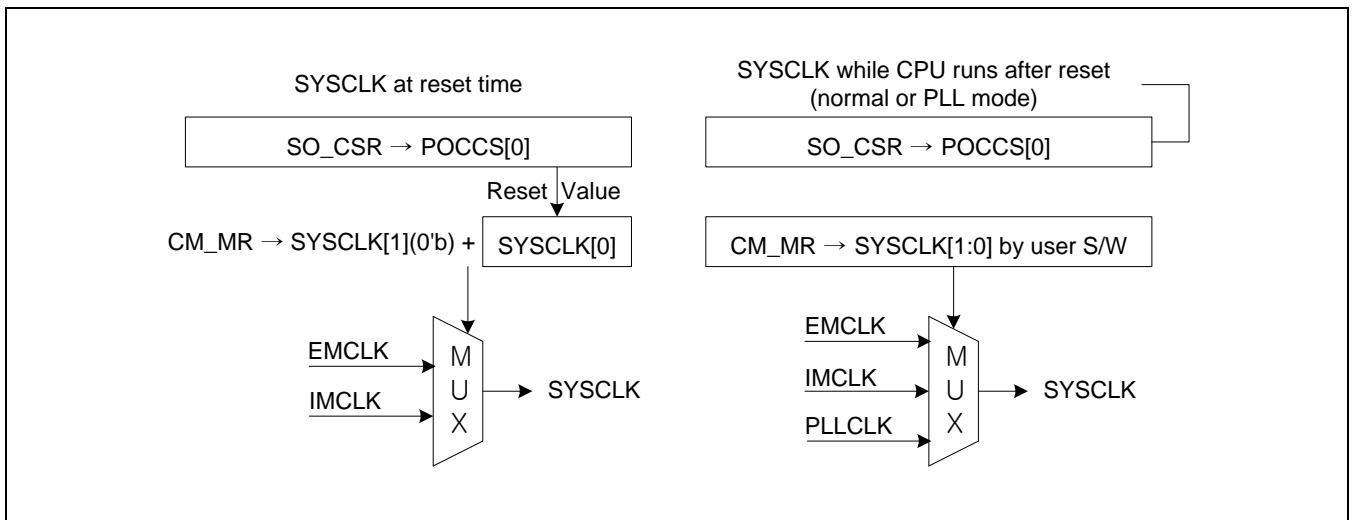 SYSCLK at reset time
SO_CSR → POCCS[0]
Reset Value
CM_MR → SYSCLK[1](0'b) + SYSCLK[0]
EMCLK
IMCLK
M
U
X
SYSCLK
SYSCLK while CPU runs after reset
(normal or PLL mode)
SO_CSR → POCCS[0]
CM_MR → SYSCLK[1:0] by user S/W
EMCLK
IMCLK
PLLCLK
M
U
X
SYSCLK